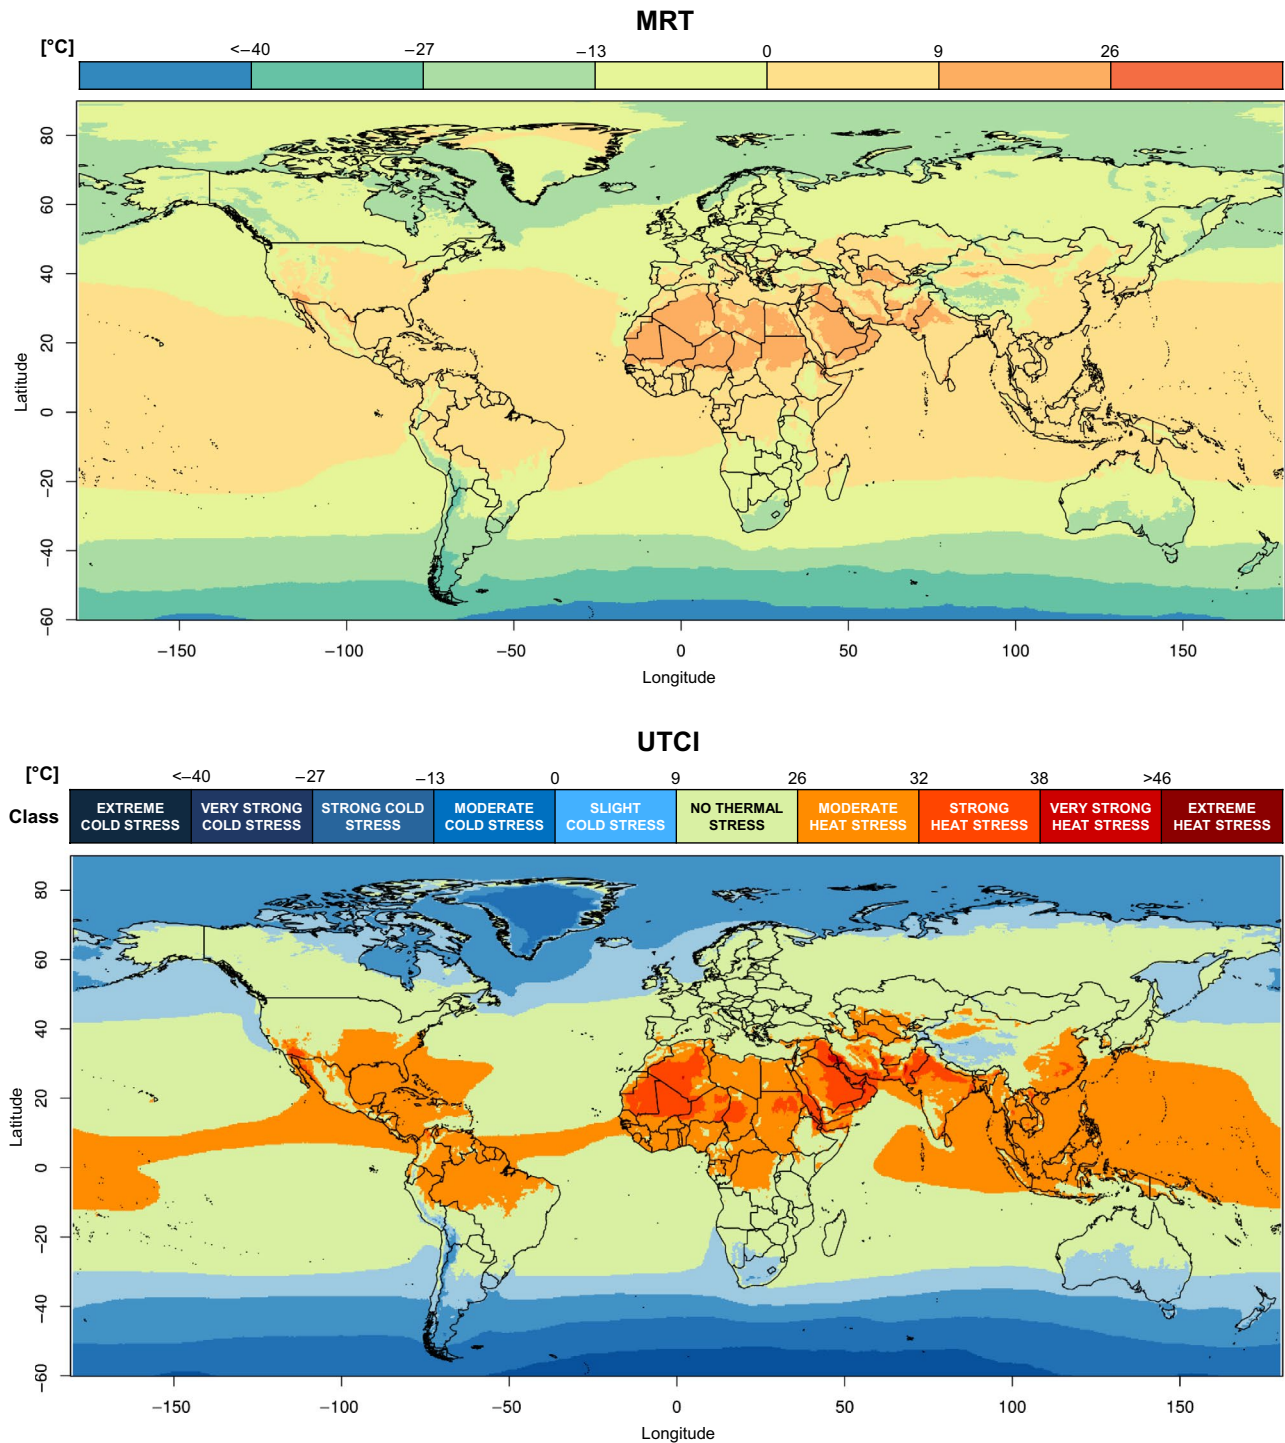 MRT
[°C] <−40 −27 −13 0 9 26
80
60
40
20
0
−20
−40
−60
Latitude
−150 −100 −50 0 50 100 150
Longitude
UTCI
[°C] <−40 −27 −13 0 9 26 32 38 >46
Class
EXTREME COLD STRESS
VERY STRONG COLD STRESS
STRONG COLD STRESS
MODERATE COLD STRESS
SLIGHT COLD STRESS
NO THERMAL STRESS
MODERATE HEAT STRESS
STRONG HEAT STRESS
VERY STRONG HEAT STRESS
EXTREME HEAT STRESS
80
60
40
20
0
−20
−40
−60
Latitude
−150 −100 −50 0 50 100 150
Longitude